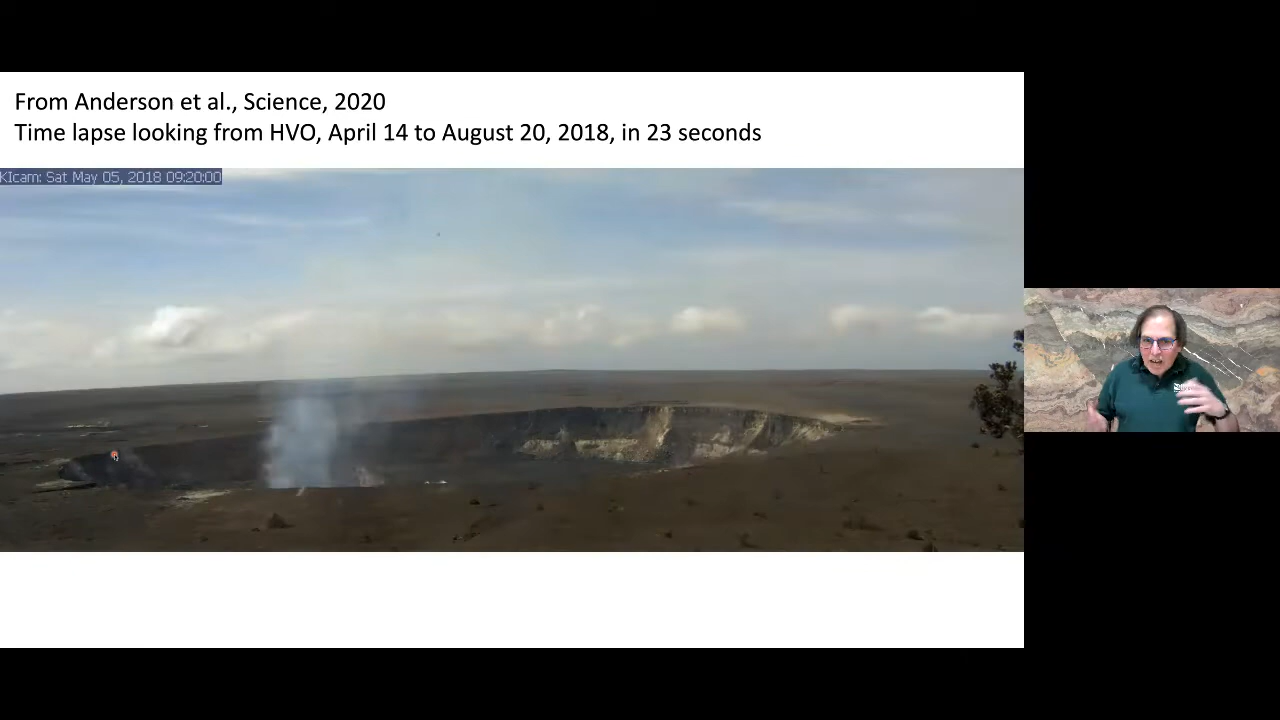 From Anderson et al., Science, 2020
Time lapse looking from HVO, April 14 to August 20, 2018, in 23 seconds
KIcam: Sat May 05, 2018 09:20:00